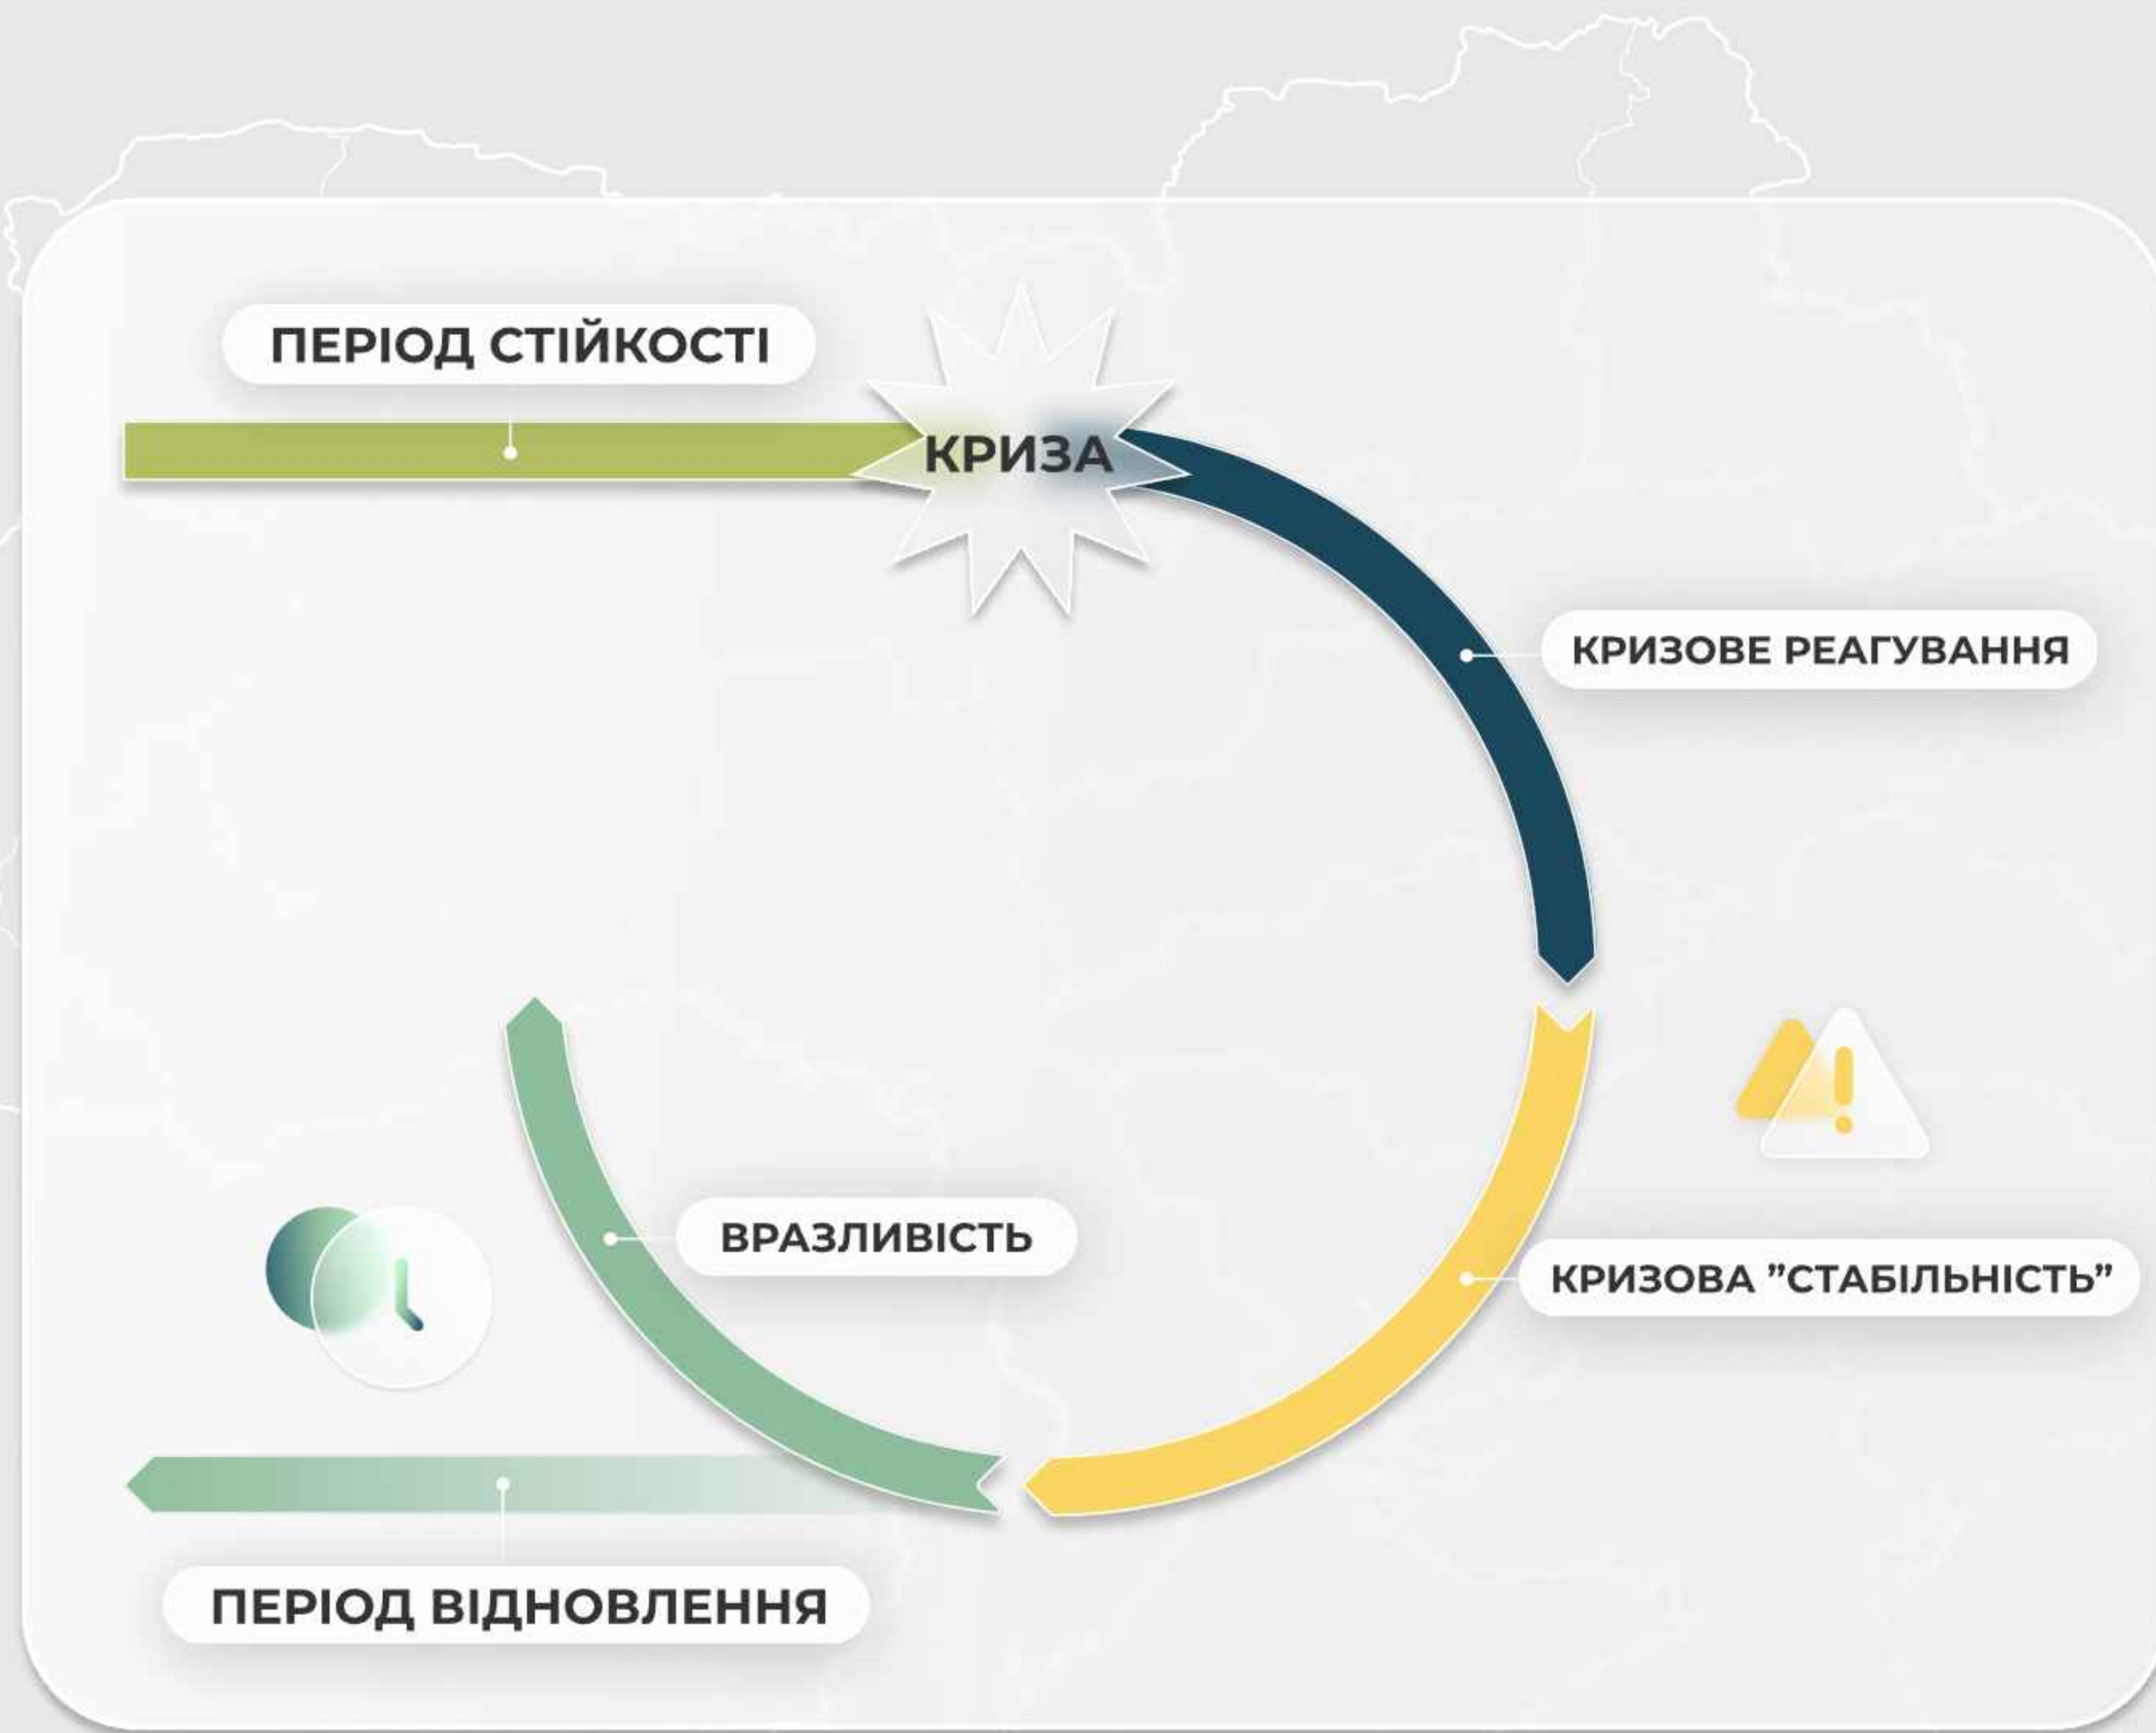 ПЕРІОД СТІЙКОСТІ
КРИЗА
КРИЗОВЕ РЕАГУВАННЯ
ВРАЗЛИВІСТЬ
КРИЗОВА ”СТАБІЛЬНІСТЬ”
ПЕРІОД ВІДНОВЛЕННЯ